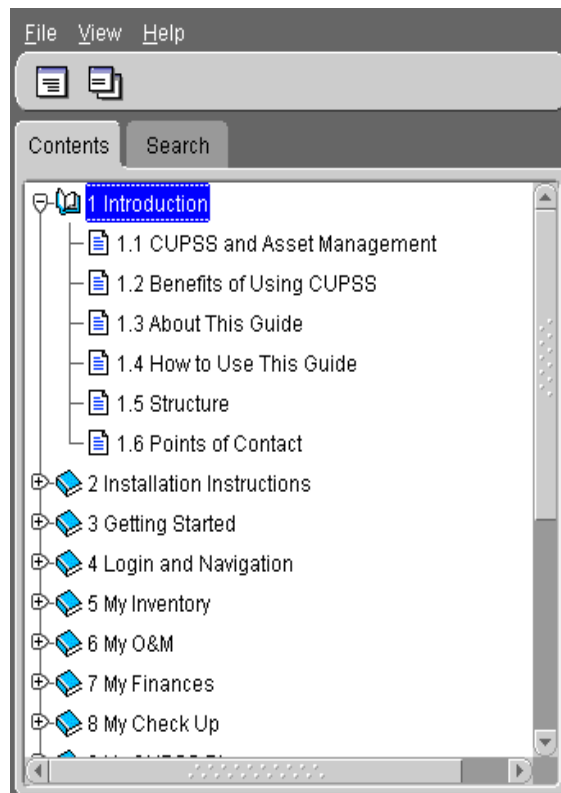 File View Help
Contents Search
1 Introduction
1.1 CUPSS and Asset Management
1.2 Benefits of Using CUPSS
1.3 About This Guide
1.4 How to Use This Guide
1.5 Structure
1.6 Points of Contact
2 Installation Instructions
3 Getting Started
4 Login and Navigation
5 My Inventory
6 My O&M
7 My Finances
8 My Check Up